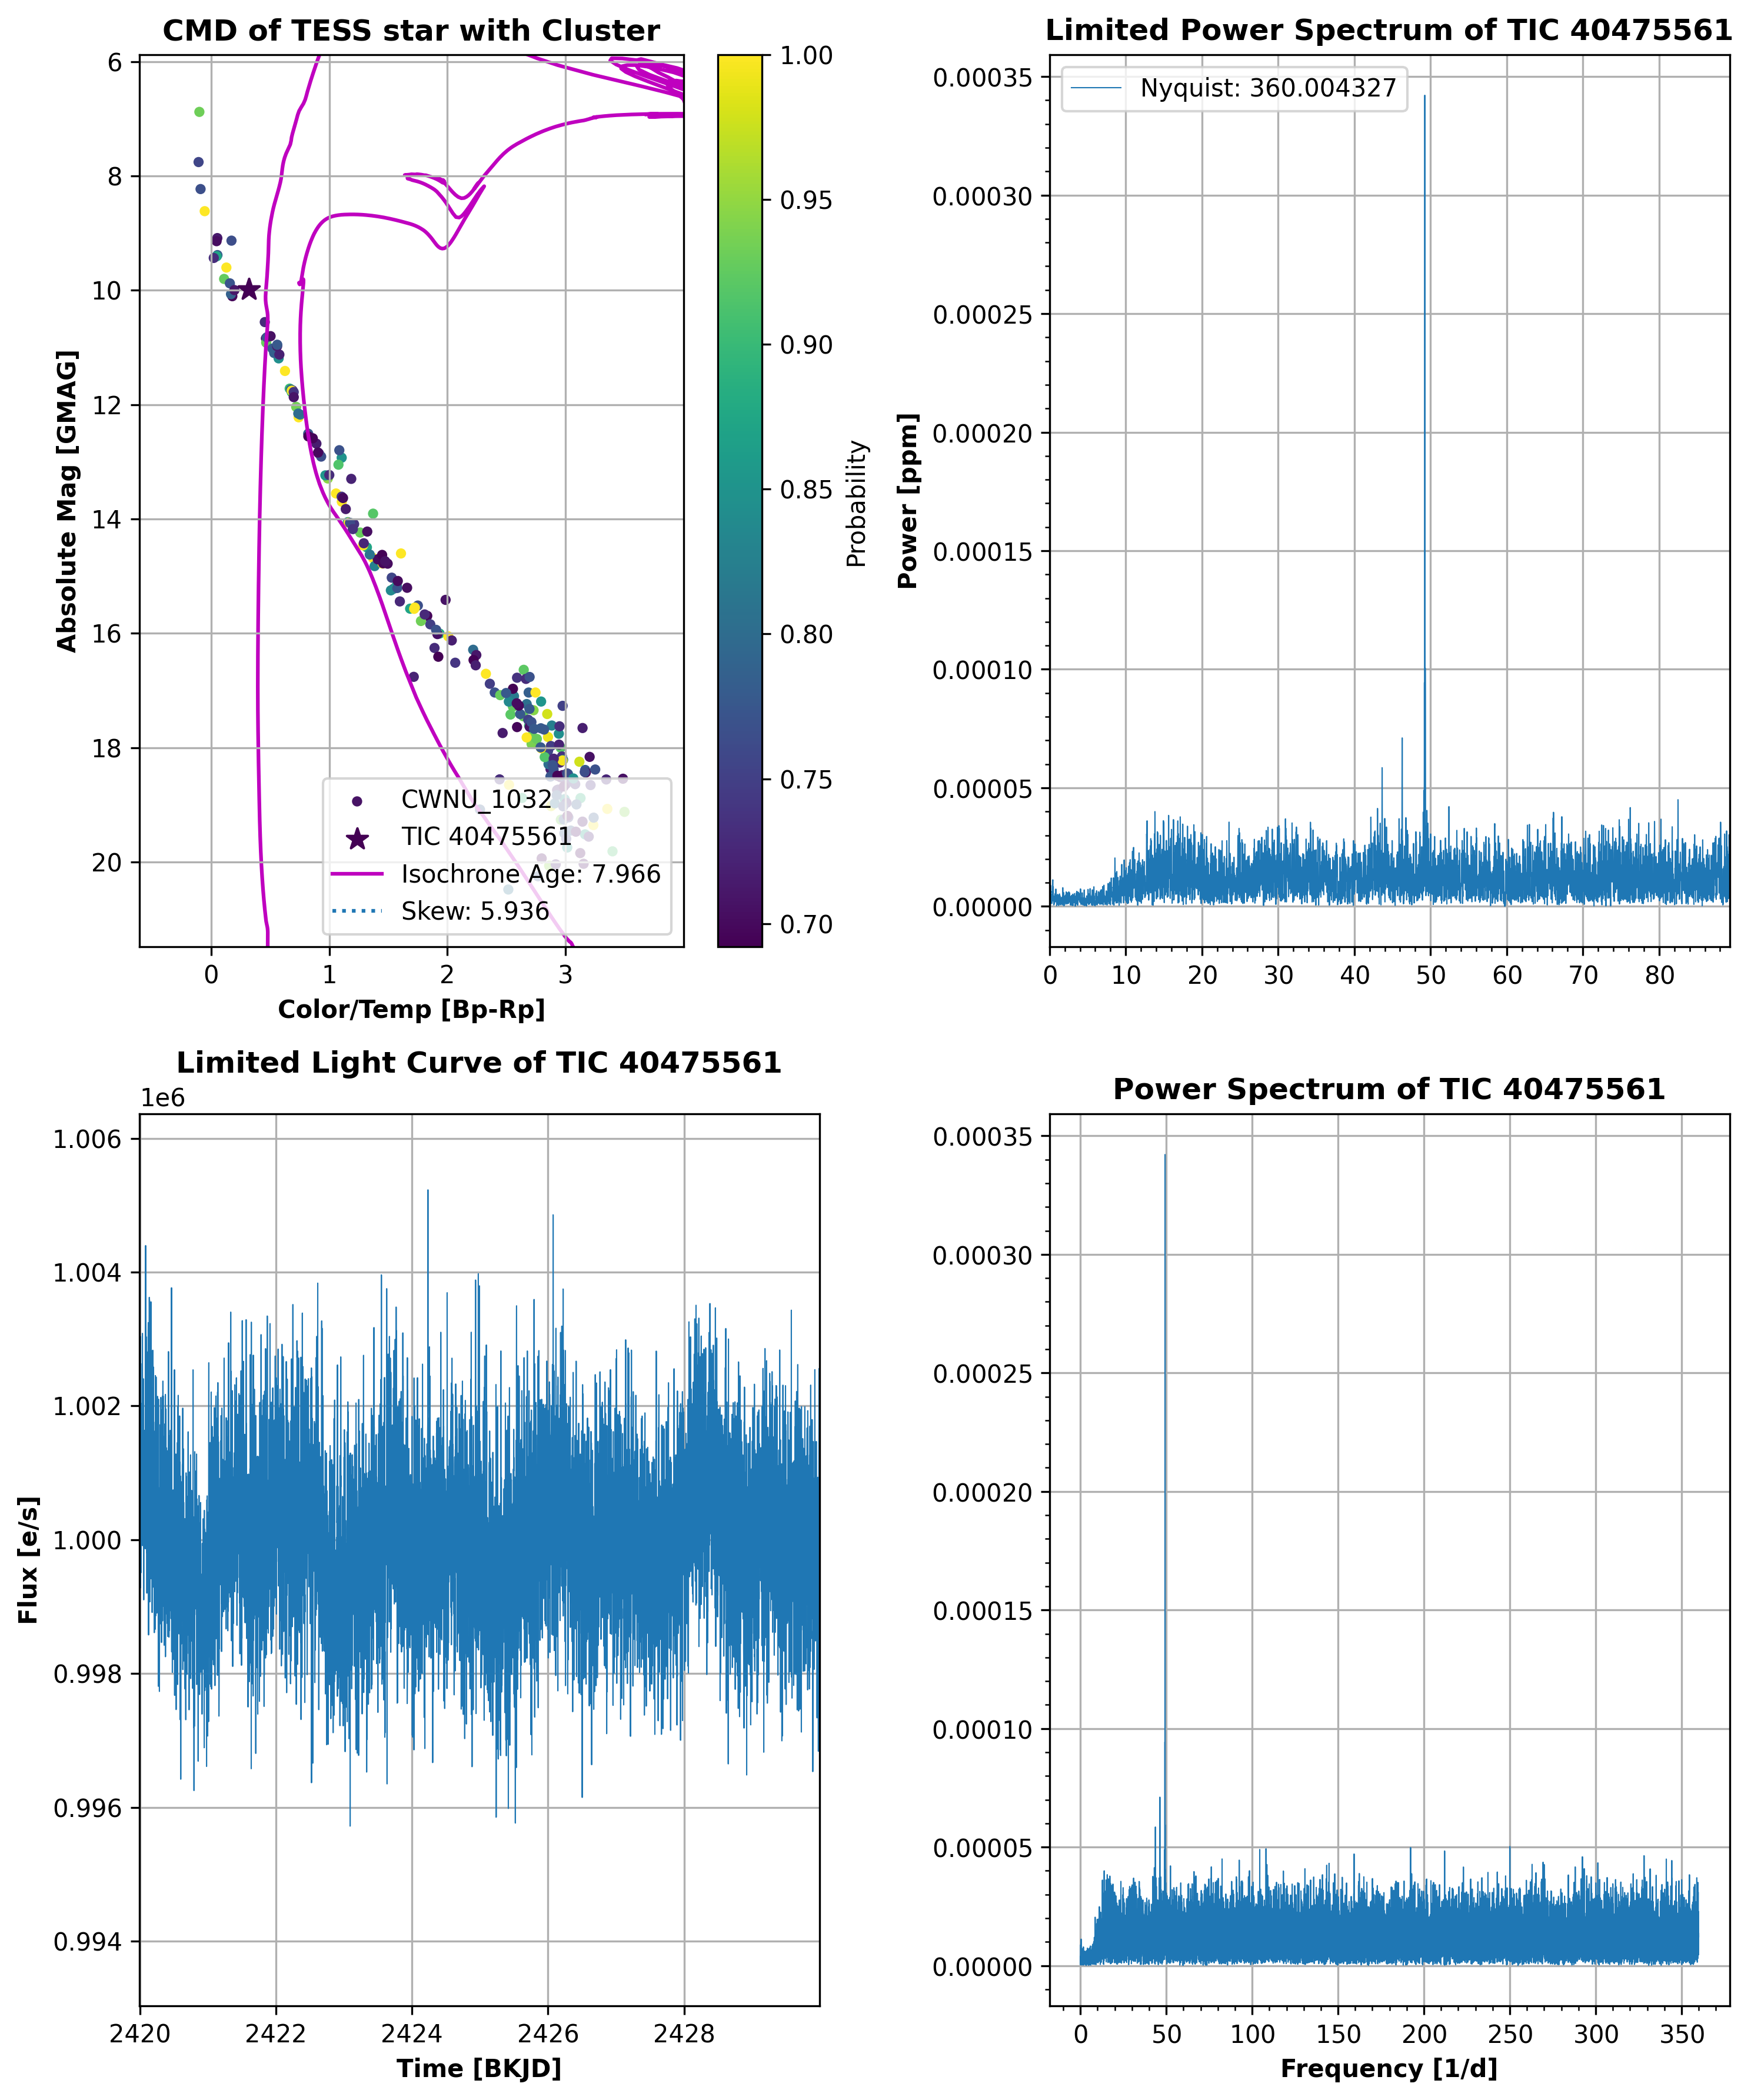 CMD of TESS star with Cluster
6
8
10
12
14
16
18
20
Absolute Mag [GMAG]
0 1 2 3
Color/Temp [Bp-Rp]
CWNU_1032
TIC 40475561
Isochrone Age: 7.966
Skew: 5.936
1.00
0.95
0.90
0.85
0.80
0.75
0.70
Probability
Limited Power Spectrum of TIC 40475561
Nyquist: 360.004327
0.00035
0.00030
0.00025
0.00020
0.00015
0.00010
0.00005
0.00000
Power [ppm]
0 10 20 30 40 50 60 70 80
Limited Light Curve of TIC 40475561
1e6
1.006
1.004
1.002
1.000
0.998
0.996
0.994
Flux [e/s]
2420 2422 2424 2426 2428
Time [BKJD]
Power Spectrum of TIC 40475561
0.00035
0.00030
0.00025
0.00020
0.00015
0.00010
0.00005
0.00000
0 50 100 150 200 250 300 350
Frequency [1/d]